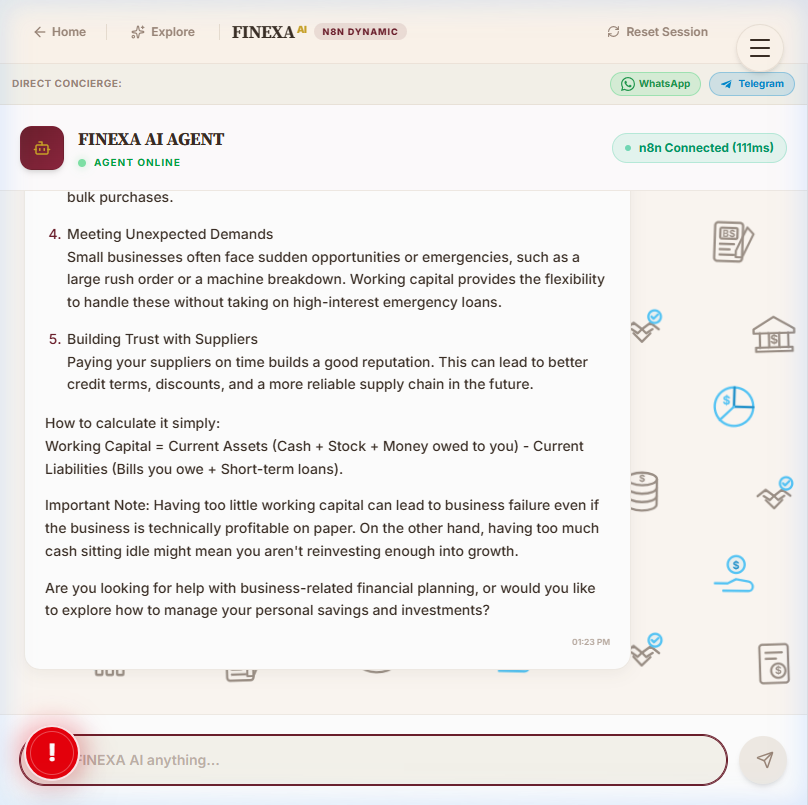 Home
Explore
FINEXA AI
N8N DYNAMIC
Reset Session
DIRECT CONCIERGE:
WhatsApp
Telegram
FINEXA AI AGENT
AGENT ONLINE
n8n Connected (111ms)
bulk purchases.
4. Meeting Unexpected Demands
Small businesses often face sudden opportunities or emergencies, such as a
large rush order or a machine breakdown. Working capital provides the flexibility
to handle these without taking on high-interest emergency loans.
5. Building Trust with Suppliers
Paying your suppliers on time builds a good reputation. This can lead to better
credit terms, discounts, and a more reliable supply chain in the future.
How to calculate it simply:
Working Capital = Current Assets (Cash + Stock + Money owed to you) - Current
Liabilities (Bills you owe + Short-term loans).
Important Note: Having too little working capital can lead to business failure even if
the business is technically profitable on paper. On the other hand, having too much
cash sitting idle might mean you aren't reinvesting enough into growth.
Are you looking for help with business-related financial planning, or would you like
to explore how to manage your personal savings and investments?
01:23 PM
! FINEXA AI anything...